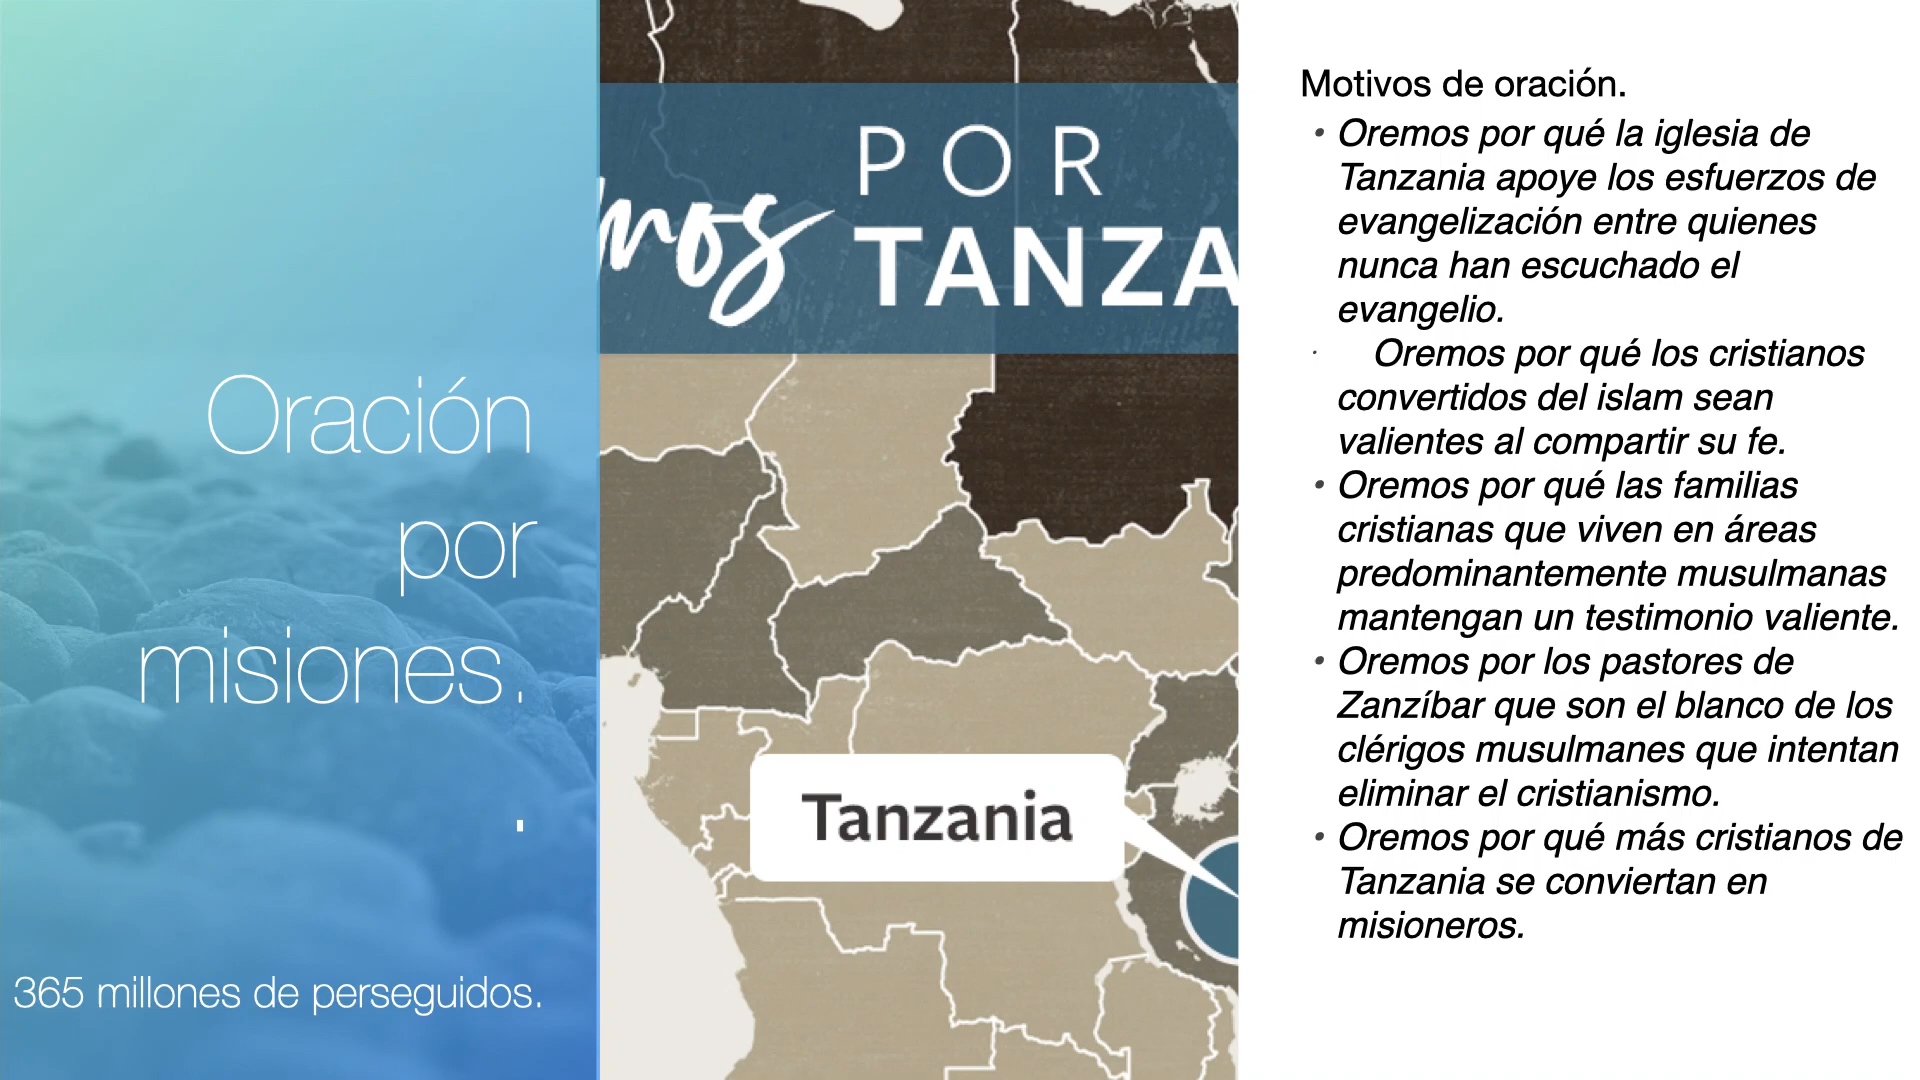 Oración
por
misiones.
.
365 millones de perseguidos.
mos
POR
TANZA
Tanzania
Motivos de oración.
• Oremos por qué la iglesia de
Tanzania apoye los esfuerzos de
evangelización entre quienes
nunca han escuchado el
evangelio.
· Oremos por qué los cristianos
convertidos del islam sean
valientes al compartir su fe.
• Oremos por qué las familias
cristianas que viven en áreas
predominantemente musulmanas
mantengan un testimonio valiente.
• Oremos por los pastores de
Zanzíbar que son el blanco de los
clérigos musulmanes que intentan
eliminar el cristianismo.
• Oremos por qué más cristianos de
Tanzania se conviertan en
misioneros.